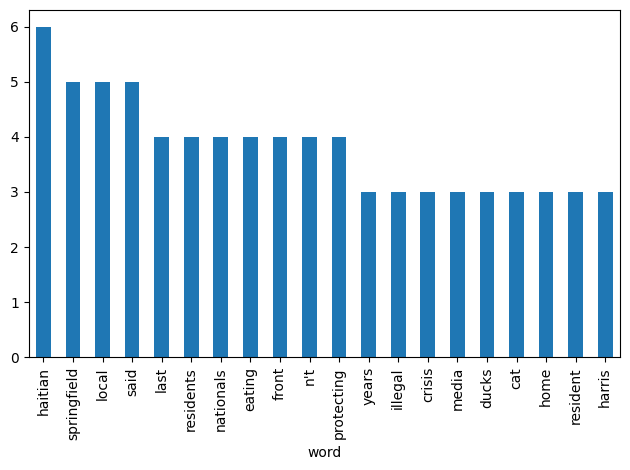 6
5
4
3
2
1
0
haitian
springfield
local
said
last
residents
nationals
eating
front
n't
protecting
years
illegal
crisis
media
ducks
cat
home
resident
harris
word